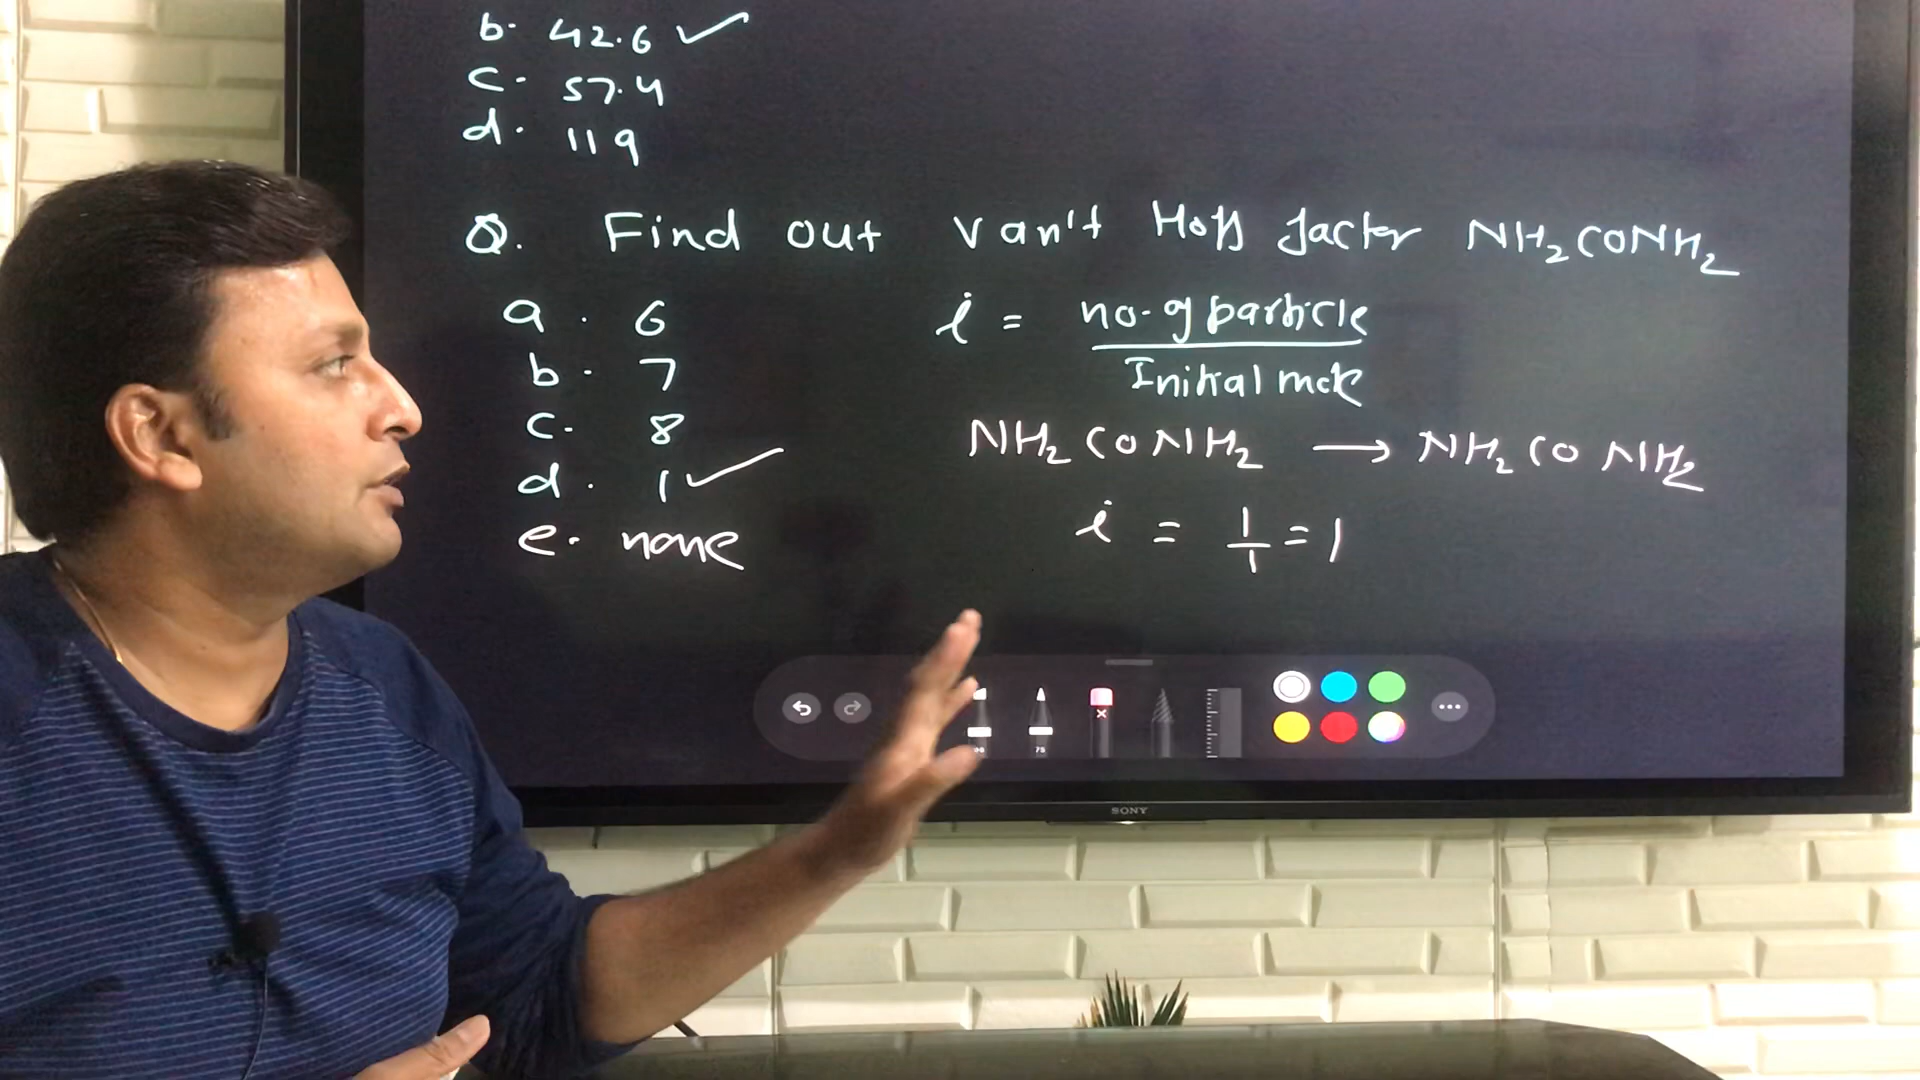 b. 42.6 ✓
c. 57.4
d. 119
Q. Find out van't Hoff factor NH₂CONH₂
a. 6
b. 7
c. 8
d. 1 ✓
e. none
i = no. of particle / Initial mole
NH₂CONH₂ → NH₂CONH₂
i = 1/1 = 1
75
SONY